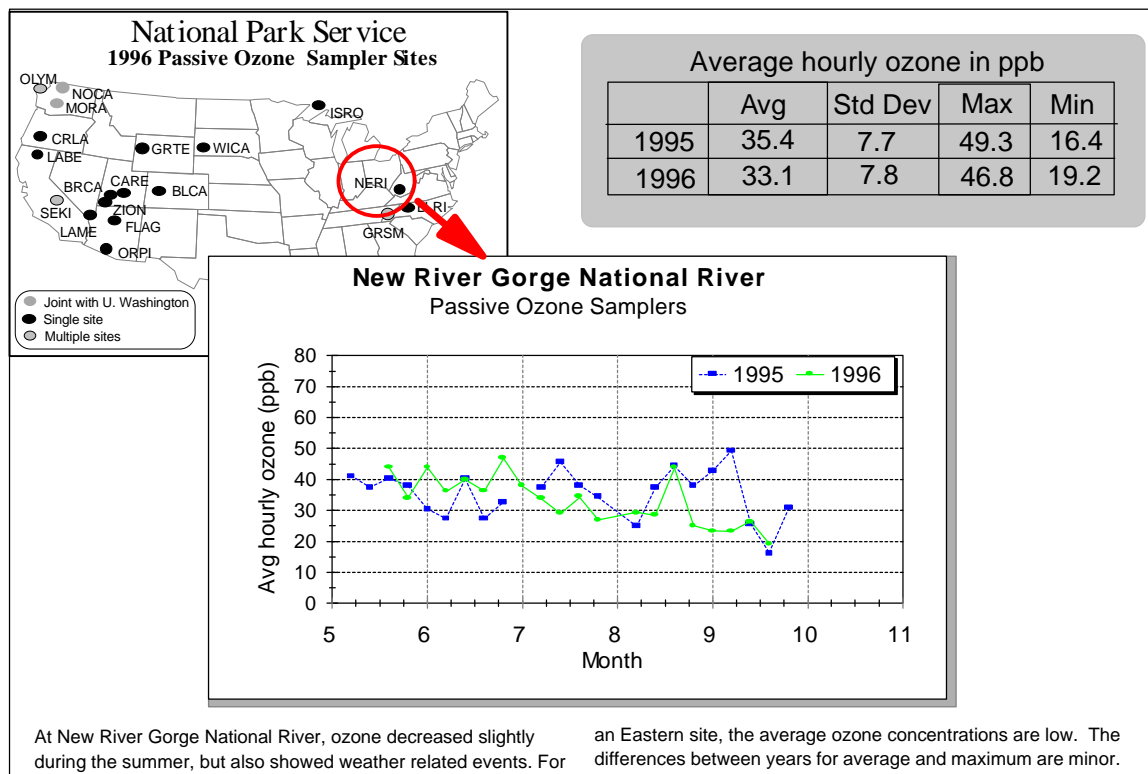 National Park Service
1996 Passive Ozone Sampler Sites
OLYM
NOCA
MORA
ISRO
CRLA
LABE
GRTE
WICA
NERI
BRCA
CARE
BLCA
SEKI
ZION
LAME
FLAG
GRSM
ORPI
Joint with U. Washington
Single site
Multiple sites
Average hourly ozone in ppb
Avg Std Dev Max Min
1995 35.4 7.7 49.3 16.4
1996 33.1 7.8 46.8 19.2
New River Gorge National River
Passive Ozone Samplers
1995 1996
80
70
60
50
40
30
20
10
0
Avg hourly ozone (ppb)
5 6 7 8 9 10 11
Month
At New River Gorge National River, ozone decreased slightly
during the summer, but also showed weather related events. For
an Eastern site, the average ozone concentrations are low. The
differences between years for average and maximum are minor.